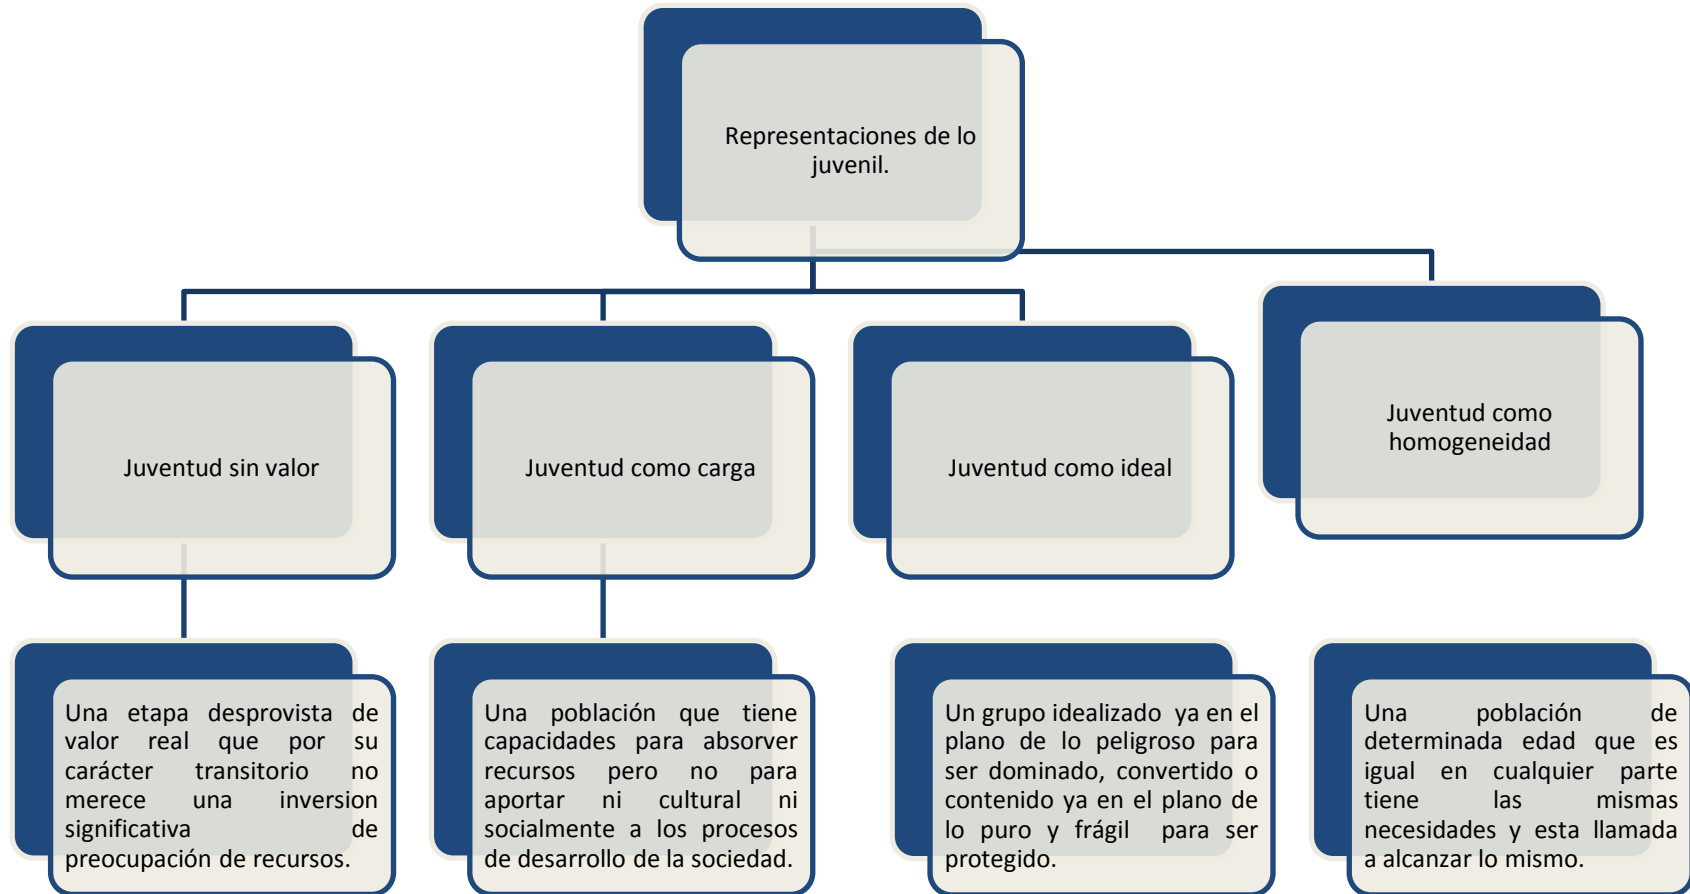 Representaciones de lo
juvenil.
Juventud sin valor
Juventud como carga
Juventud como ideal
Juventud como
homogeneidad
Una etapa desprovista de
valor real que por su
carácter transitorio no
merece una inversion
significativa de
preocupación de recursos.
Una población que tiene
capacidades para absorver
recursos pero no para
aportar ni cultural ni
socialmente a los procesos
de desarrollo de la sociedad.
Un grupo idealizado ya en el
plano de lo peligroso para
ser dominado, convertido o
contenido ya en el plano de
lo puro y frágil para ser
protegido.
Una población de
determinada edad que es
igual en cualquier parte
tiene las mismas
necesidades y esta llamada
a alcanzar lo mismo.